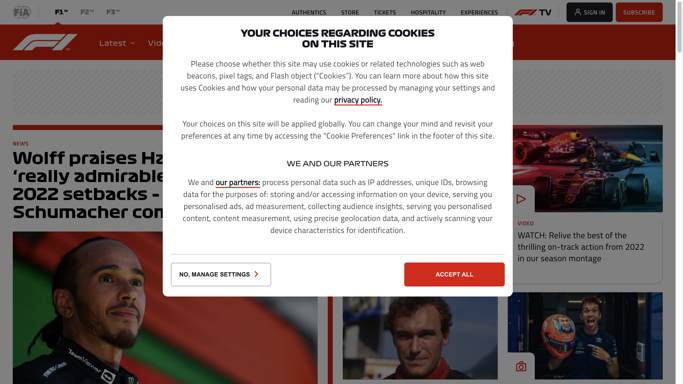 FIA
F1™ F2™ F3™
AUTHENTICS STORE TICKETS HOSPITALITY EXPERIENCES
F1 TV
SIGN IN
SUBSCRIBE
F1
Latest
YOUR CHOICES REGARDING COOKIES
ON THIS SITE
Please choose whether this site may use cookies or related technologies such as web
beacons, pixel tags, and Flash object ("Cookies"). You can learn more about how this site
uses Cookies and how your personal data may be processed by managing your settings and
reading our privacy policy.
Your choices on this site will be applied globally. You can change your mind and revisit your
preferences at any time by accessing the "Cookie Preferences" link in the footer of this site.
WE AND OUR PARTNERS
We and our partners: process personal data such as IP addresses, unique IDs, browsing
data for the purposes of: storing and/or accessing information on your device, serving you
personalised ads, ad measurement, collecting audience insights, serving you personalised
content, content measurement, using precise geolocation data, and actively scanning your
device characteristics for identification.
NO, MANAGE SETTINGS
ACCEPT ALL
NEWS
Wolff praises Ha
'really admirable
2022 setbacks -
Schumacher com
VIDEO
WATCH: Relive the best of the
thrilling on-track action from 2022
in our season montage